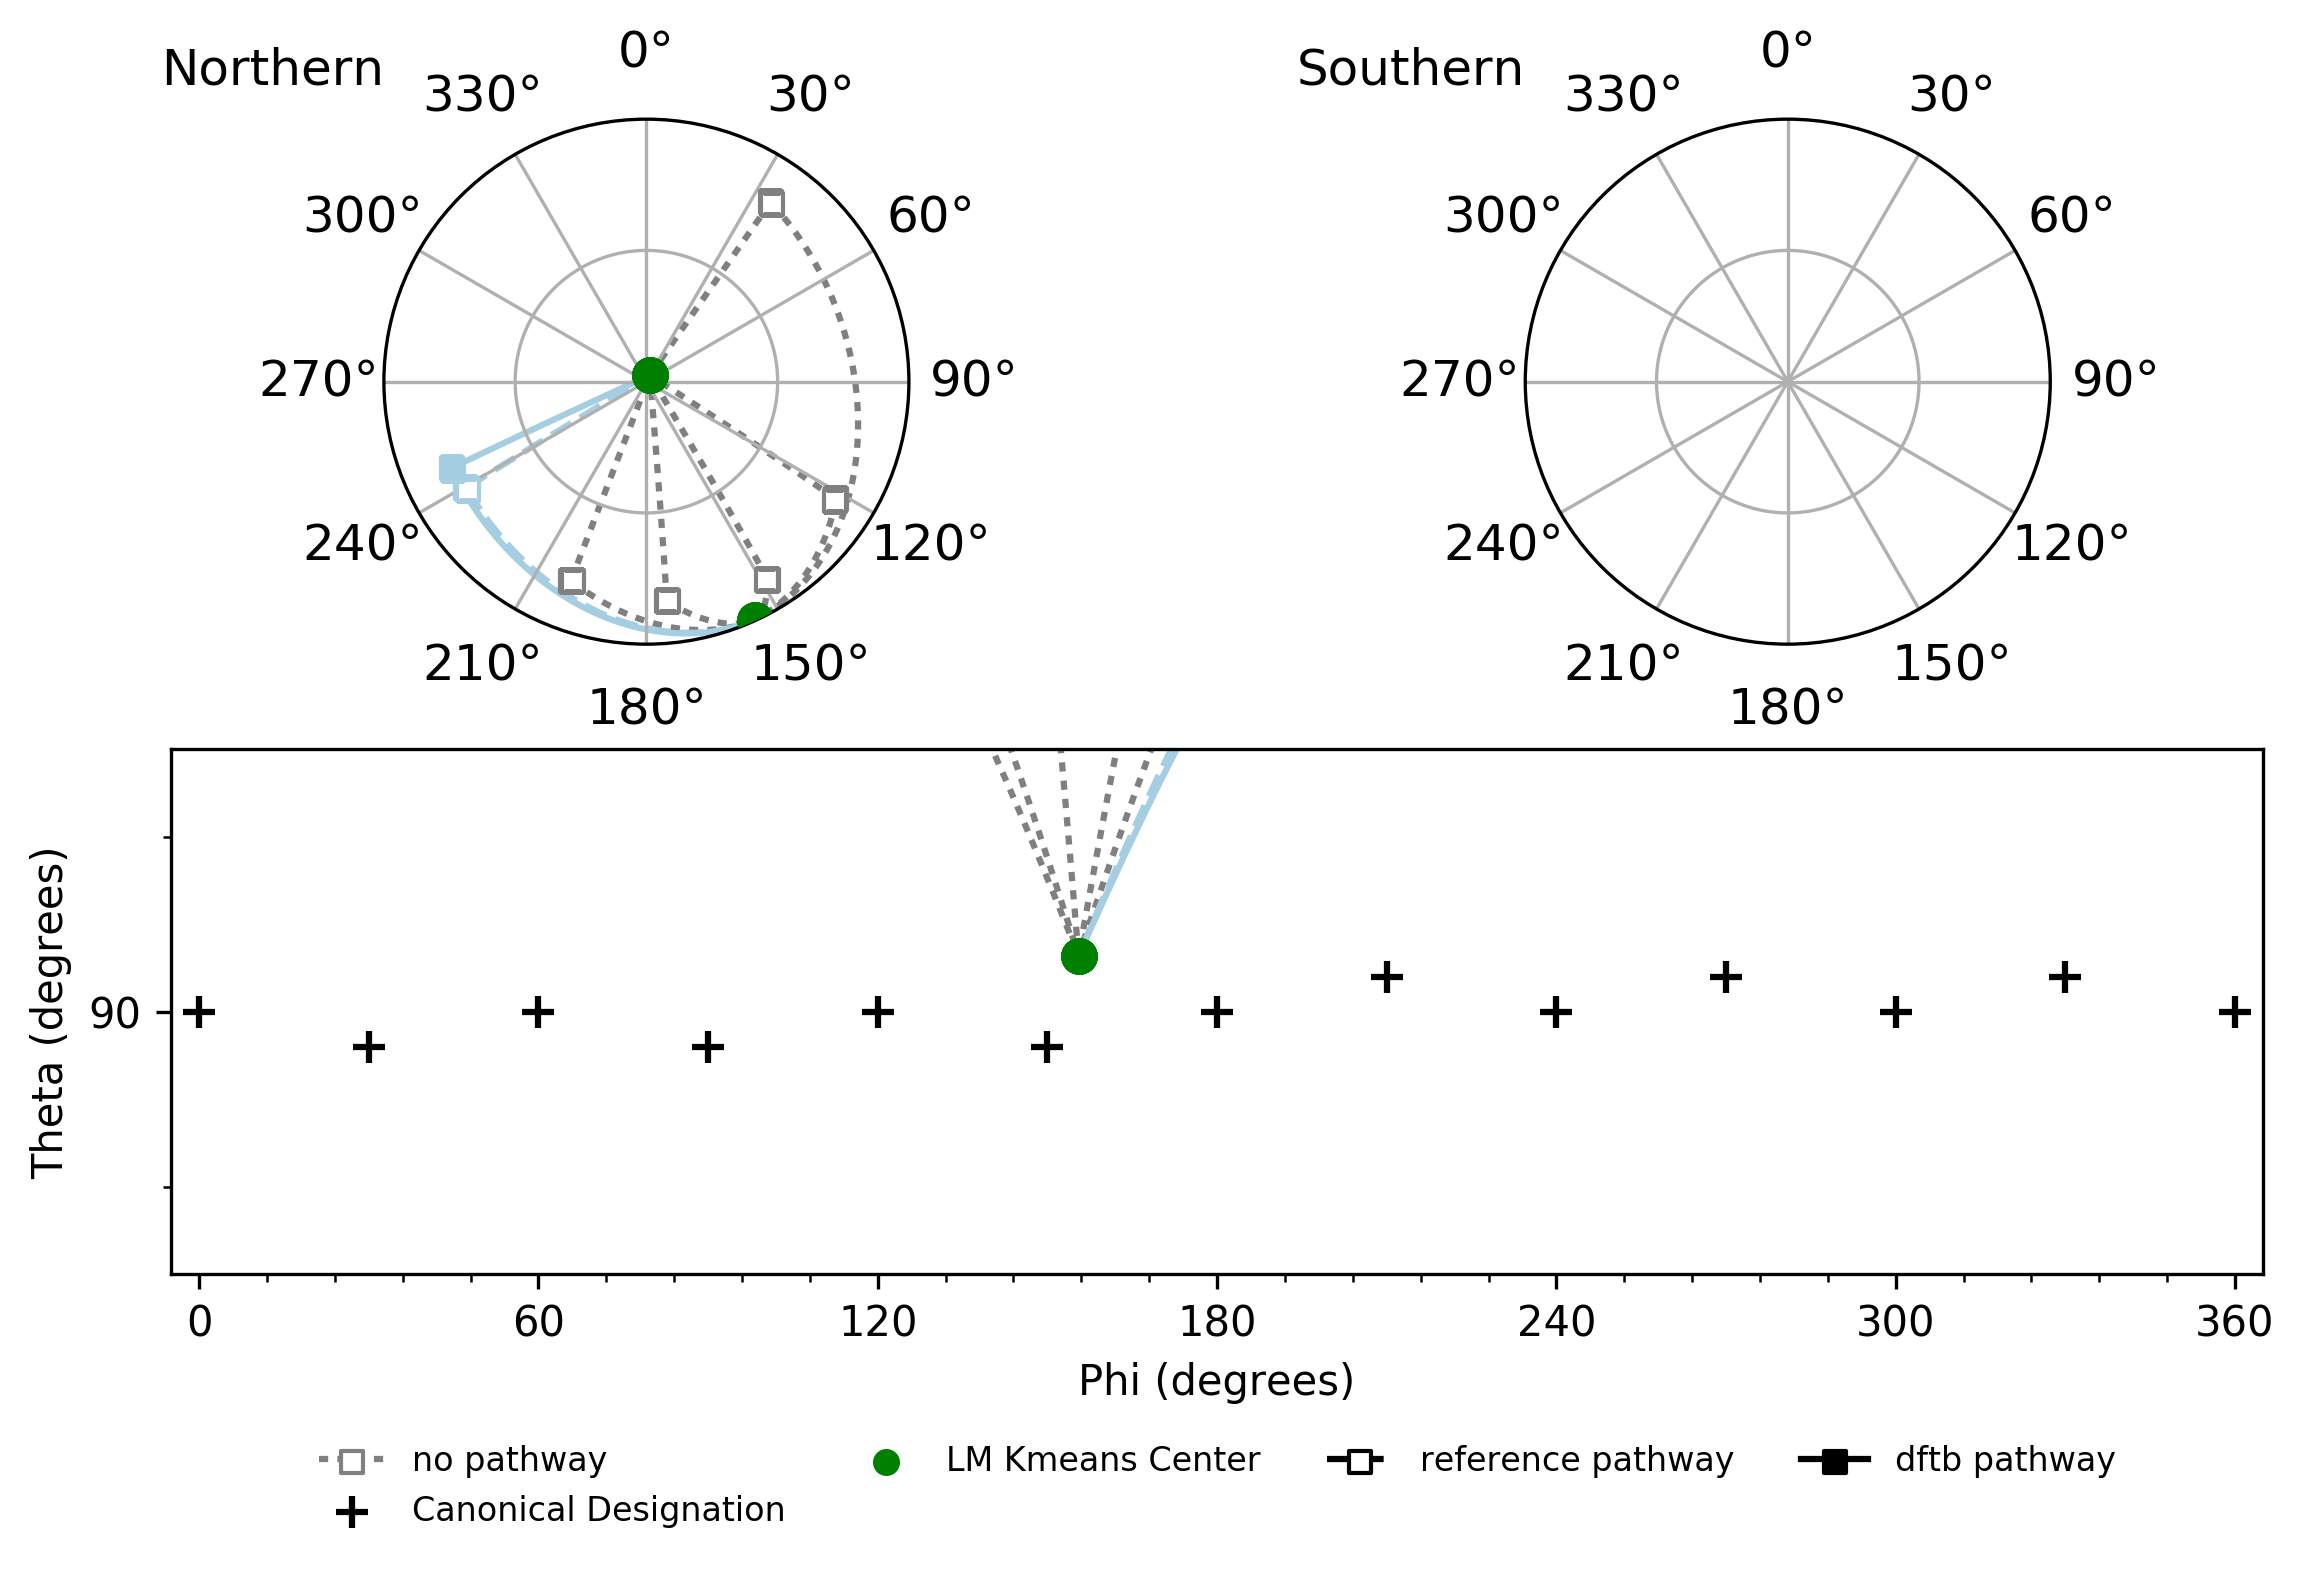 Northern
0°
30°
60°
90°
120°
150°
180°
210°
240°
270°
300°
330°
Southern
0°
30°
60°
90°
120°
150°
180°
210°
240°
270°
300°
330°
Theta (degrees)
90
0 60 120 180 240 300 360
Phi (degrees)
no pathway
Canonical Designation
LM Kmeans Center
reference pathway
dftb pathway